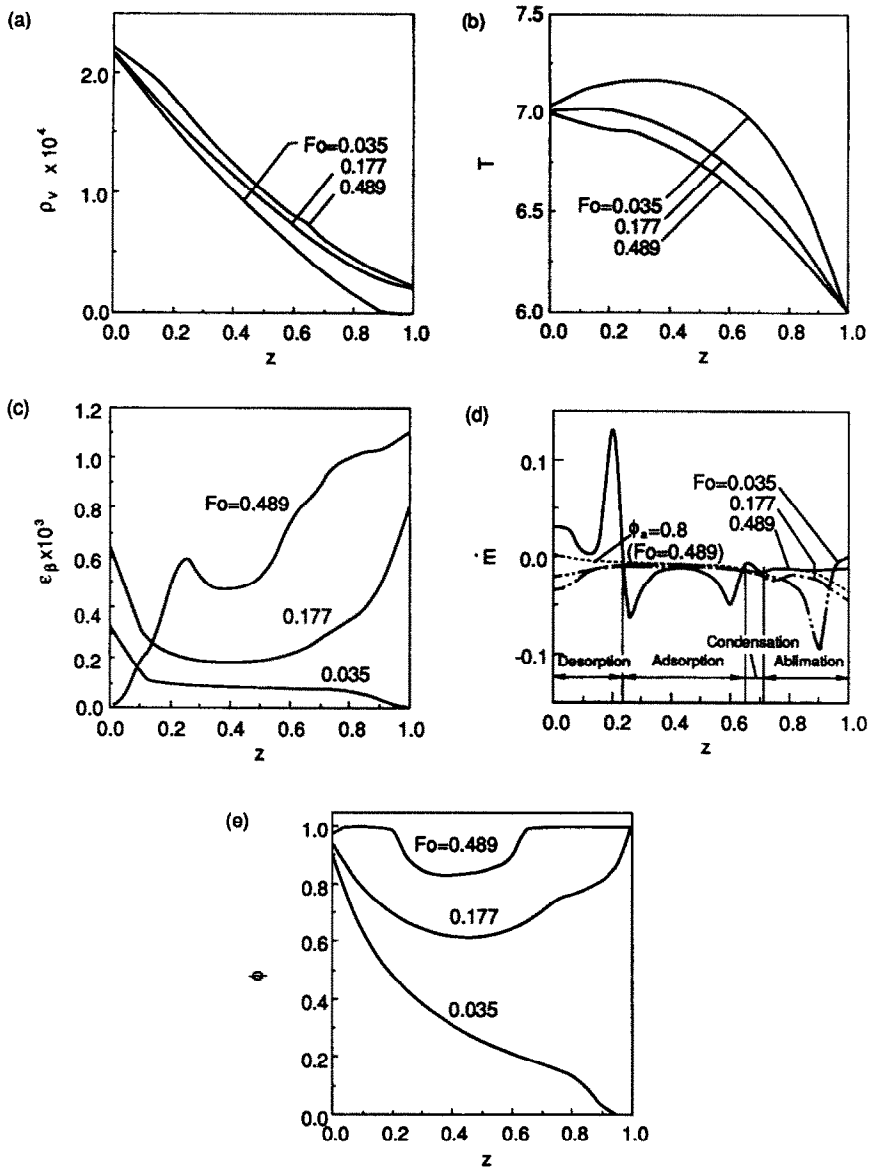 (a)
2.0
1.0
0.0
ρᵥ x 10⁴
Fo=0.035
0.177
0.489
0.0 0.2 0.4 0.6 0.8 1.0
z
(b)
7.5
7.0
6.5
6.0
T
Fo=0.035
0.177
0.489
0.0 0.2 0.4 0.6 0.8 1.0
z
(c)
1.2
1.0
0.8
0.6
0.4
0.2
0.0
ε_β x10³
Fo=0.489
0.177
0.035
0.0 0.2 0.4 0.6 0.8 1.0
z
(d)
0.1
0.0
-0.1
ṁ
Fo=0.035
0.177
0.489
ϕₐ=0.8
(Fo=0.489)
Condensation
Desorption
Adsorption
Ablimation
0.0 0.2 0.4 0.6 0.8 1.0
z
(e)
1.0
0.8
0.6
0.4
0.2
0.0
ϕ
Fo=0.489
0.177
0.035
0.0 0.2 0.4 0.6 0.8 1.0
z